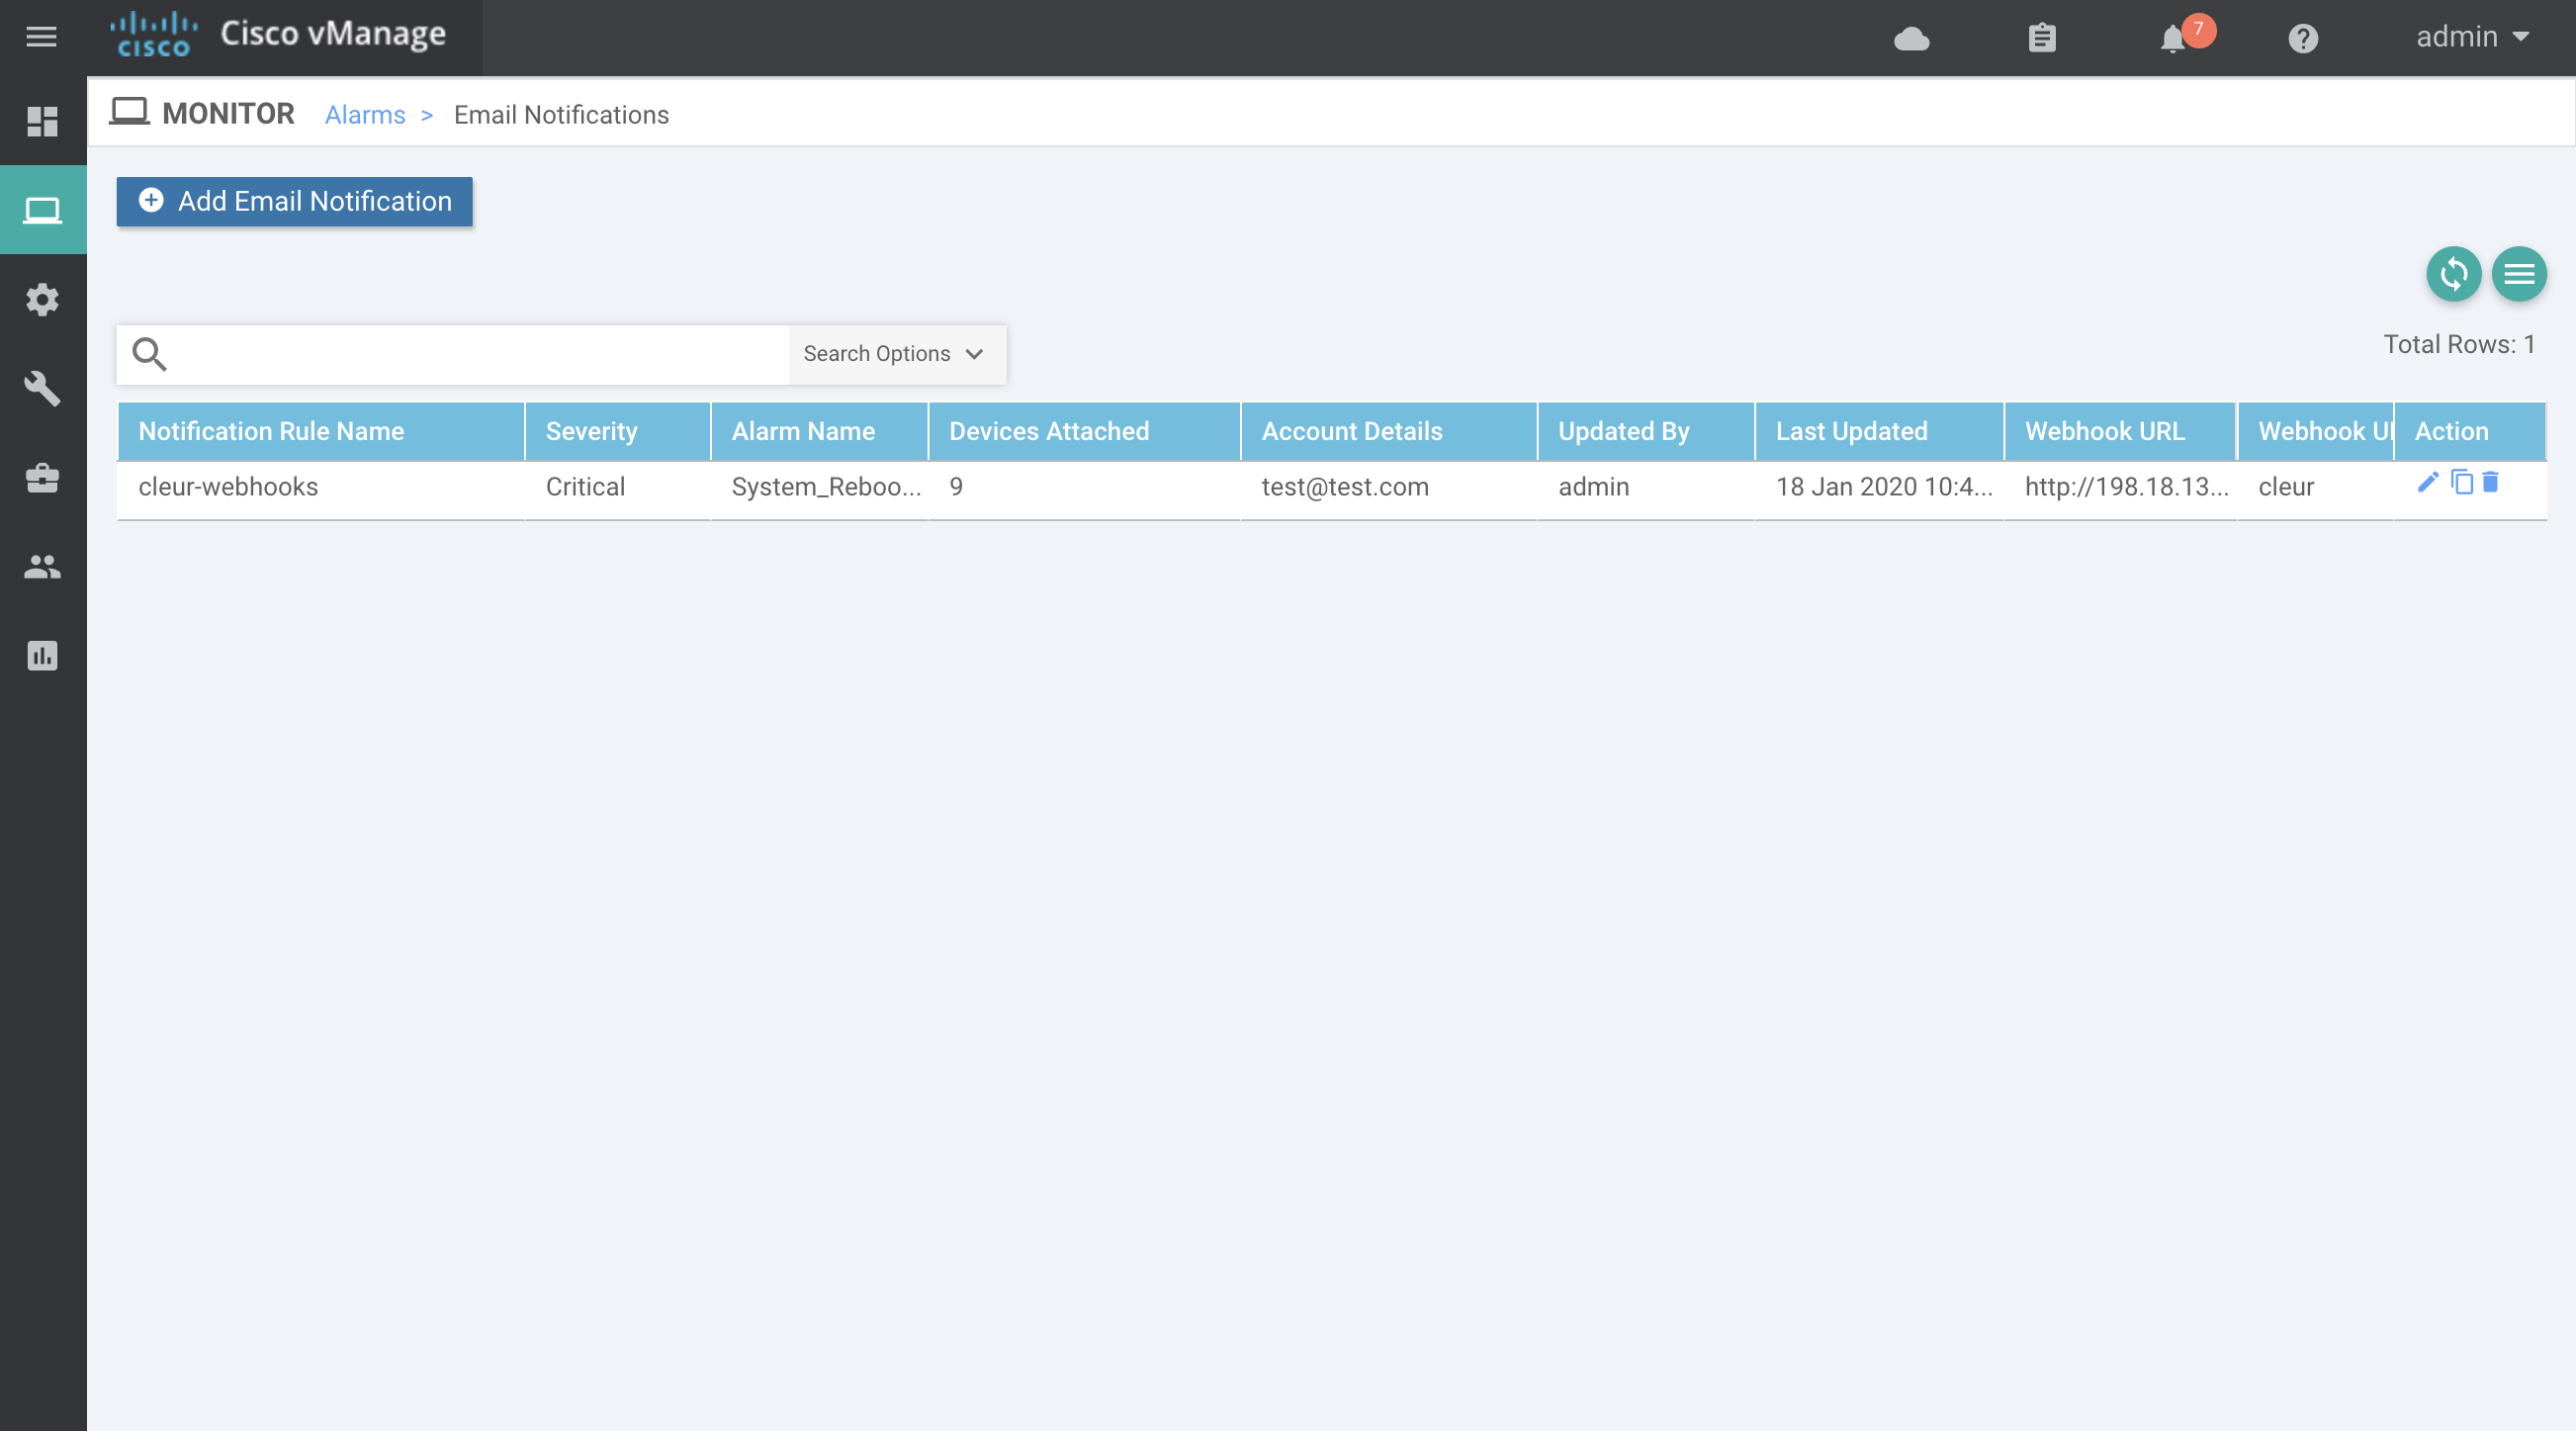 CISCO Cisco vManage 7 admin
MONITOR Alarms > Email Notifications
Add Email Notification
Search Options
Total Rows: 1
Notification Rule Name Severity Alarm Name Devices Attached Account Details Updated By Last Updated Webhook URL Webhook Action
cleur-webhooks Critical System_Reboo... 9 test@test.com admin 18 Jan 2020 10:4... http://198.18.13... cleur